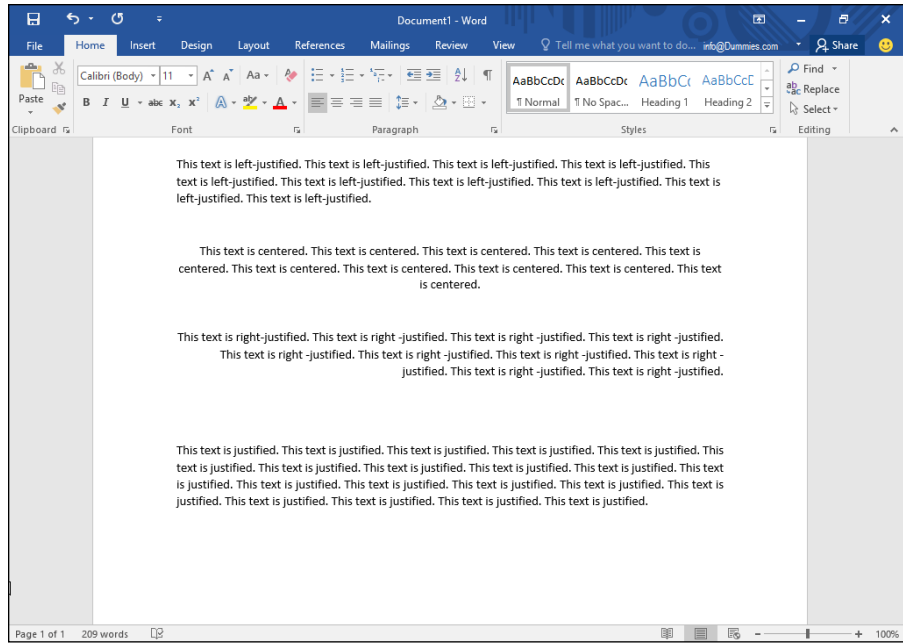 Document1 - Word
File Home Insert Design Layout References Mailings Review View Tell me what you want to do... info@Dummies.com Share
Paste
Calibri (Body) 11 A A Aa
B I U abc X₂ X² A aby A
AaBbCcDc AaBbCcDc AaBbCc AaBbCcD
¶ Normal ¶ No Spac... Heading 1 Heading 2
Find
Replace
Select
Clipboard Font Paragraph Styles Editing
This text is left-justified. This text is left-justified. This text is left-justified. This text is left-justified. This
text is left-justified. This text is left-justified. This text is left-justified. This text is left-justified. This text is
left-justified. This text is left-justified.
This text is centered. This text is centered. This text is centered. This text is centered. This text is
centered. This text is centered. This text is centered. This text is centered. This text is centered. This text
is centered.
This text is right-justified. This text is right -justified. This text is right -justified. This text is right -justified.
This text is right -justified. This text is right -justified. This text is right -justified. This text is right -
justified. This text is right -justified. This text is right -justified.
This text is justified. This text is justified. This text is justified. This text is justified. This text is justified. This
text is justified. This text is justified. This text is justified. This text is justified. This text is justified. This text
is justified. This text is justified. This text is justified. This text is justified. This text is justified. This text is
justified. This text is justified. This text is justified. This text is justified. This text is justified.
Page 1 of 1 209 words 100%